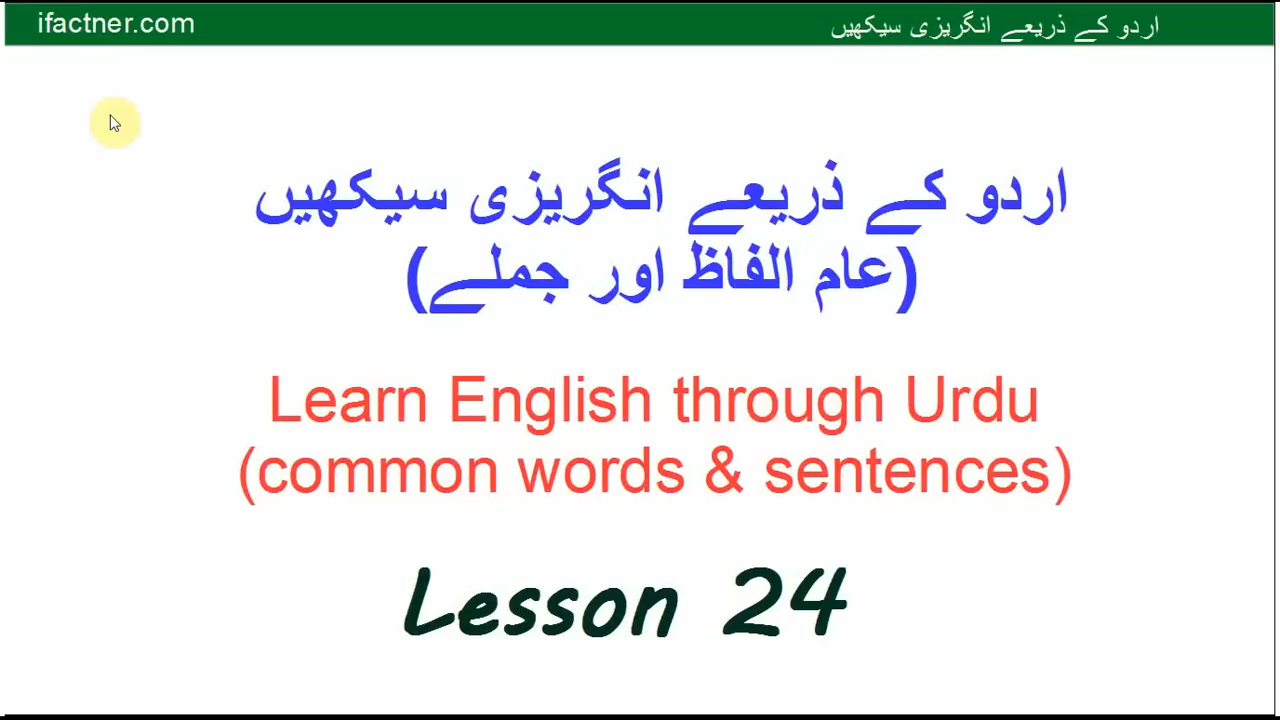 ifactner.com
اردو کے ذریعے انگریزی سیکھیں
اردو کے ذریعے انگریزی سیکھیں
(عام الفاظ اور جملے)
Learn English through Urdu
(common words & sentences)
Lesson 24